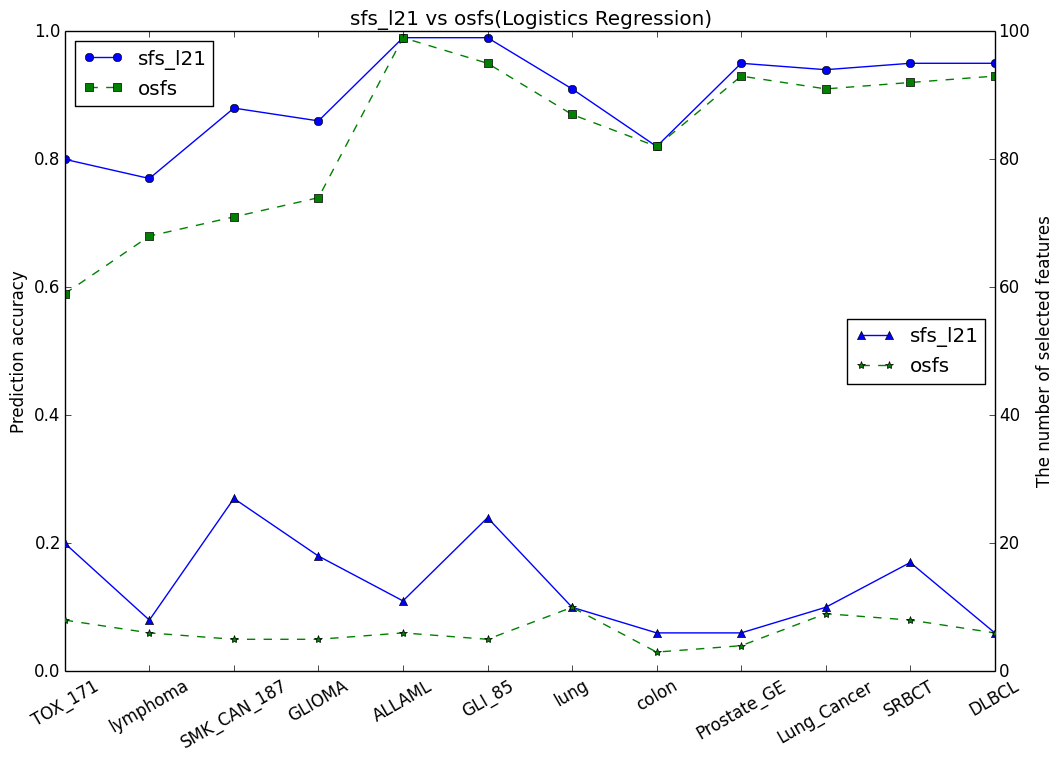 sfs_l21 vs osfs(Logistics Regression)
1.0
0.8
0.6
0.4
0.2
0.0
Prediction accuracy
sfs_l21
osfs
100
80
60
40
20
0
The number of selected features
sfs_l21
osfs
TOX_171
lymphoma
SMK_CAN_187
GLIOMA
ALLAML
GLI_85
lung
colon
Prostate_GE
Lung_Cancer
SRBCT
DLBCL